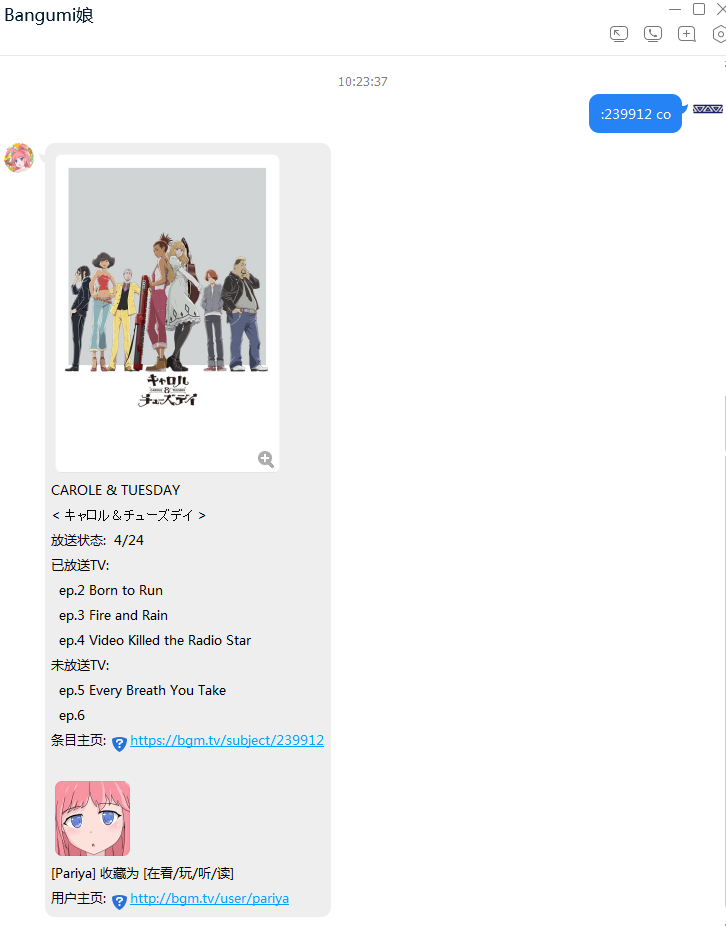 Bangumi娘
10:23:37
:239912 co
キャロル
CAROLE & TUESDAY
チューズデイ
CAROLE & TUESDAY
< キャロル＆チューズデイ >
放送状态: 4/24
已放送TV:
ep.2 Born to Run
ep.3 Fire and Rain
ep.4 Video Killed the Radio Star
未放送TV:
ep.5 Every Breath You Take
ep.6
条目主页: https://bgm.tv/subject/239912
[Pariya] 收藏为 [在看/玩/听/读]
用户主页: http://bgm.tv/user/pariya